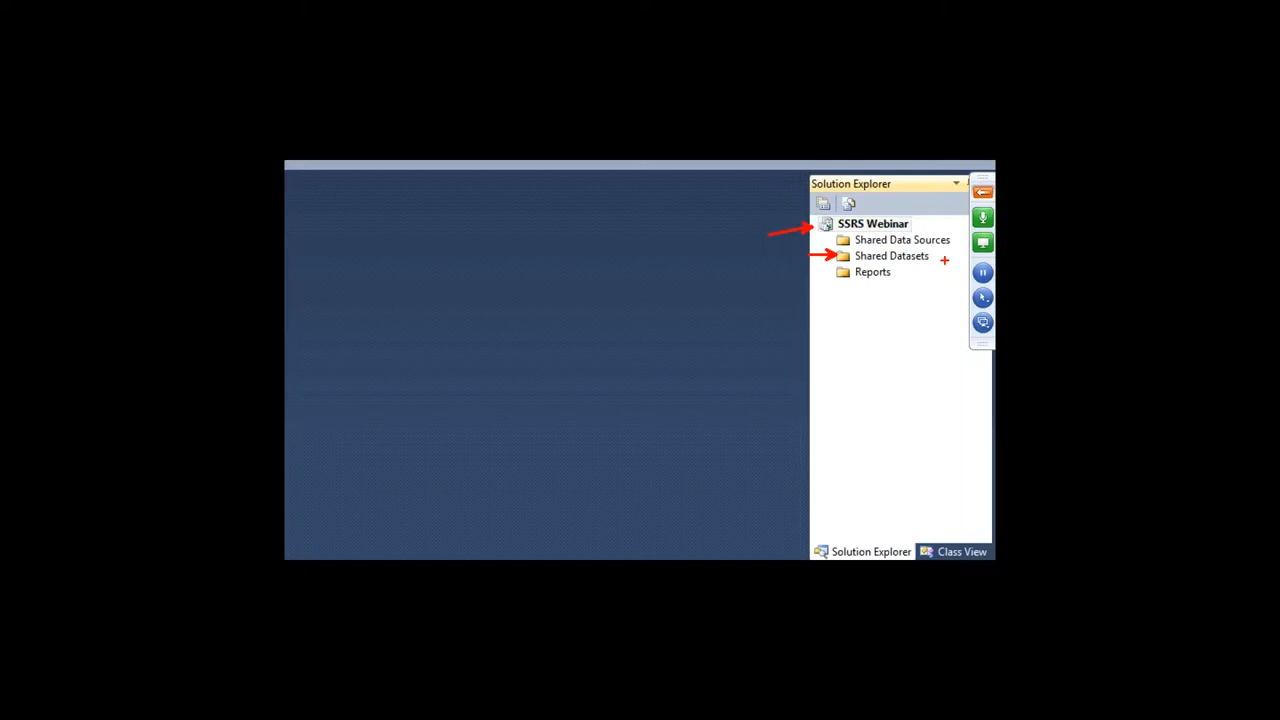 Solution Explorer
SSRS Webinar
Shared Data Sources
Shared Datasets
Reports
Solution Explorer
Class View